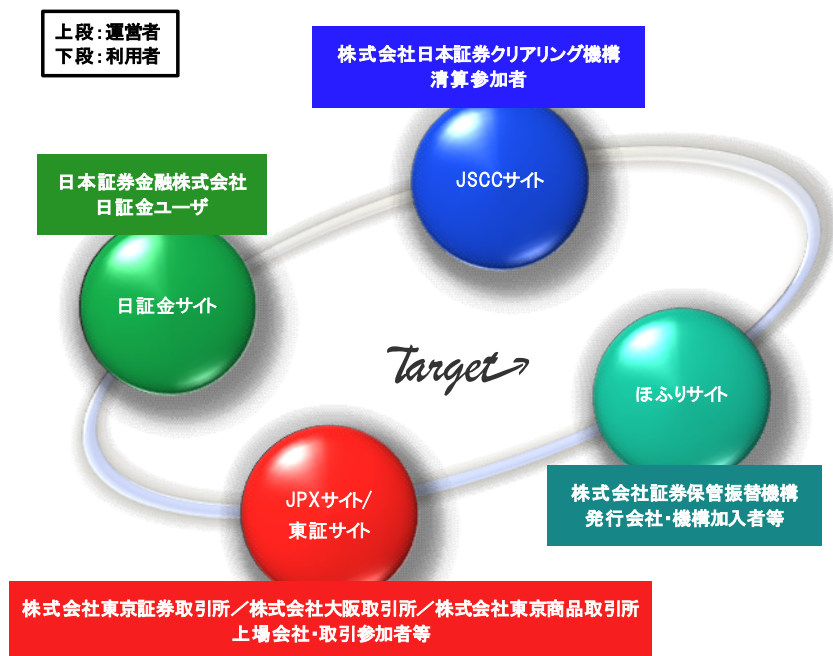 上段：運営者
下段：利用者
株式会社日本証券クリアリング機構
清算参加者
JSCCサイト
日本証券金融株式会社
日証金ユーザ
日証金サイト
Target
ほふりサイト
株式会社証券保管振替機構
発行会社・機構加入者等
JPXサイト/
東証サイト
株式会社東京証券取引所／株式会社大阪取引所／株式会社東京商品取引所
上場会社・取引参加者等